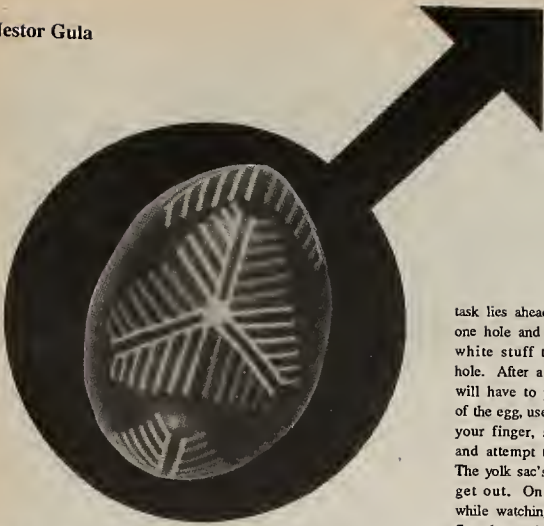 Nestor Gula
task lies ahead
one hole and
white stuff
hole. After a
will have to
of the egg, use
your finger,
and attempt
The yolk sac's
get out. On
while watchin